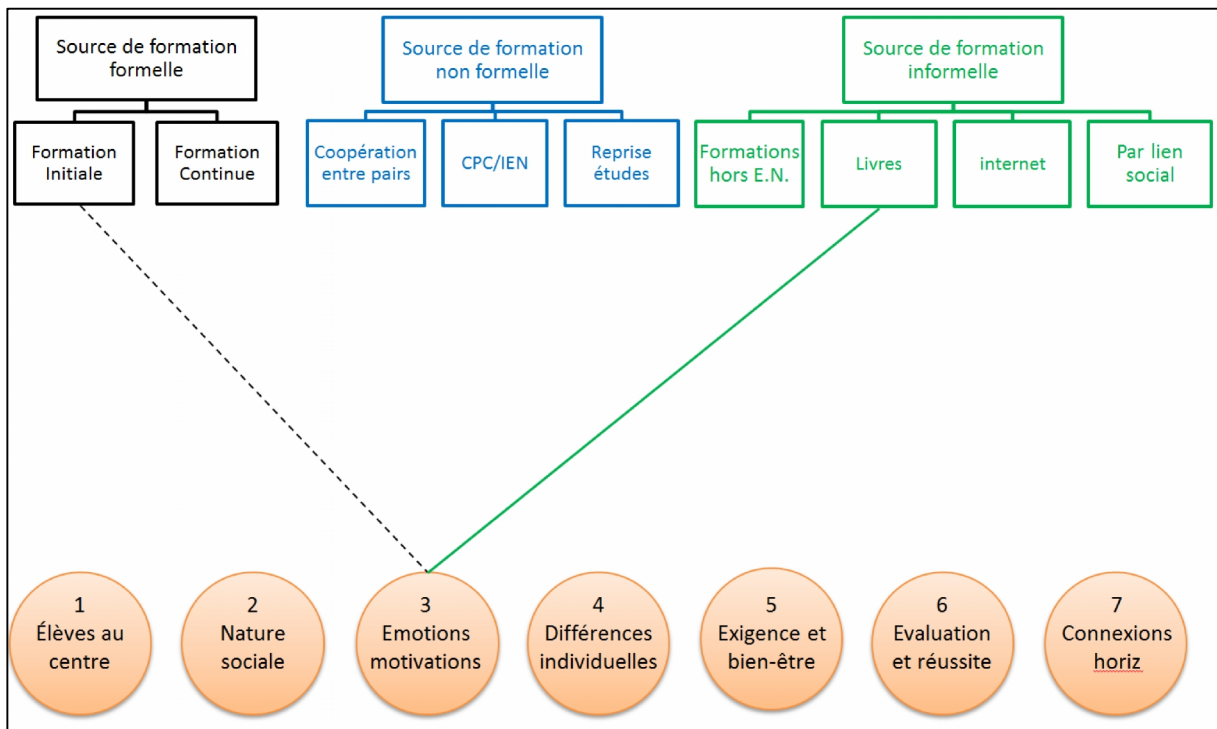 Source de formation
formelle
Source de formation
non formelle
Source de formation
informelle
Formation
Initiale
Formation
Continue
Coopération
entre pairs
CPC/IEN
Reprise
études
Formations
hors E.N.
Livres
internet
Par lien
social
1
Élèves au
centre
2
Nature
sociale
3
Emotions
motivations
4
Différences
individuelles
5
Exigence et
bien-être
6
Evaluation
et réussite
7
Connexions
horiz